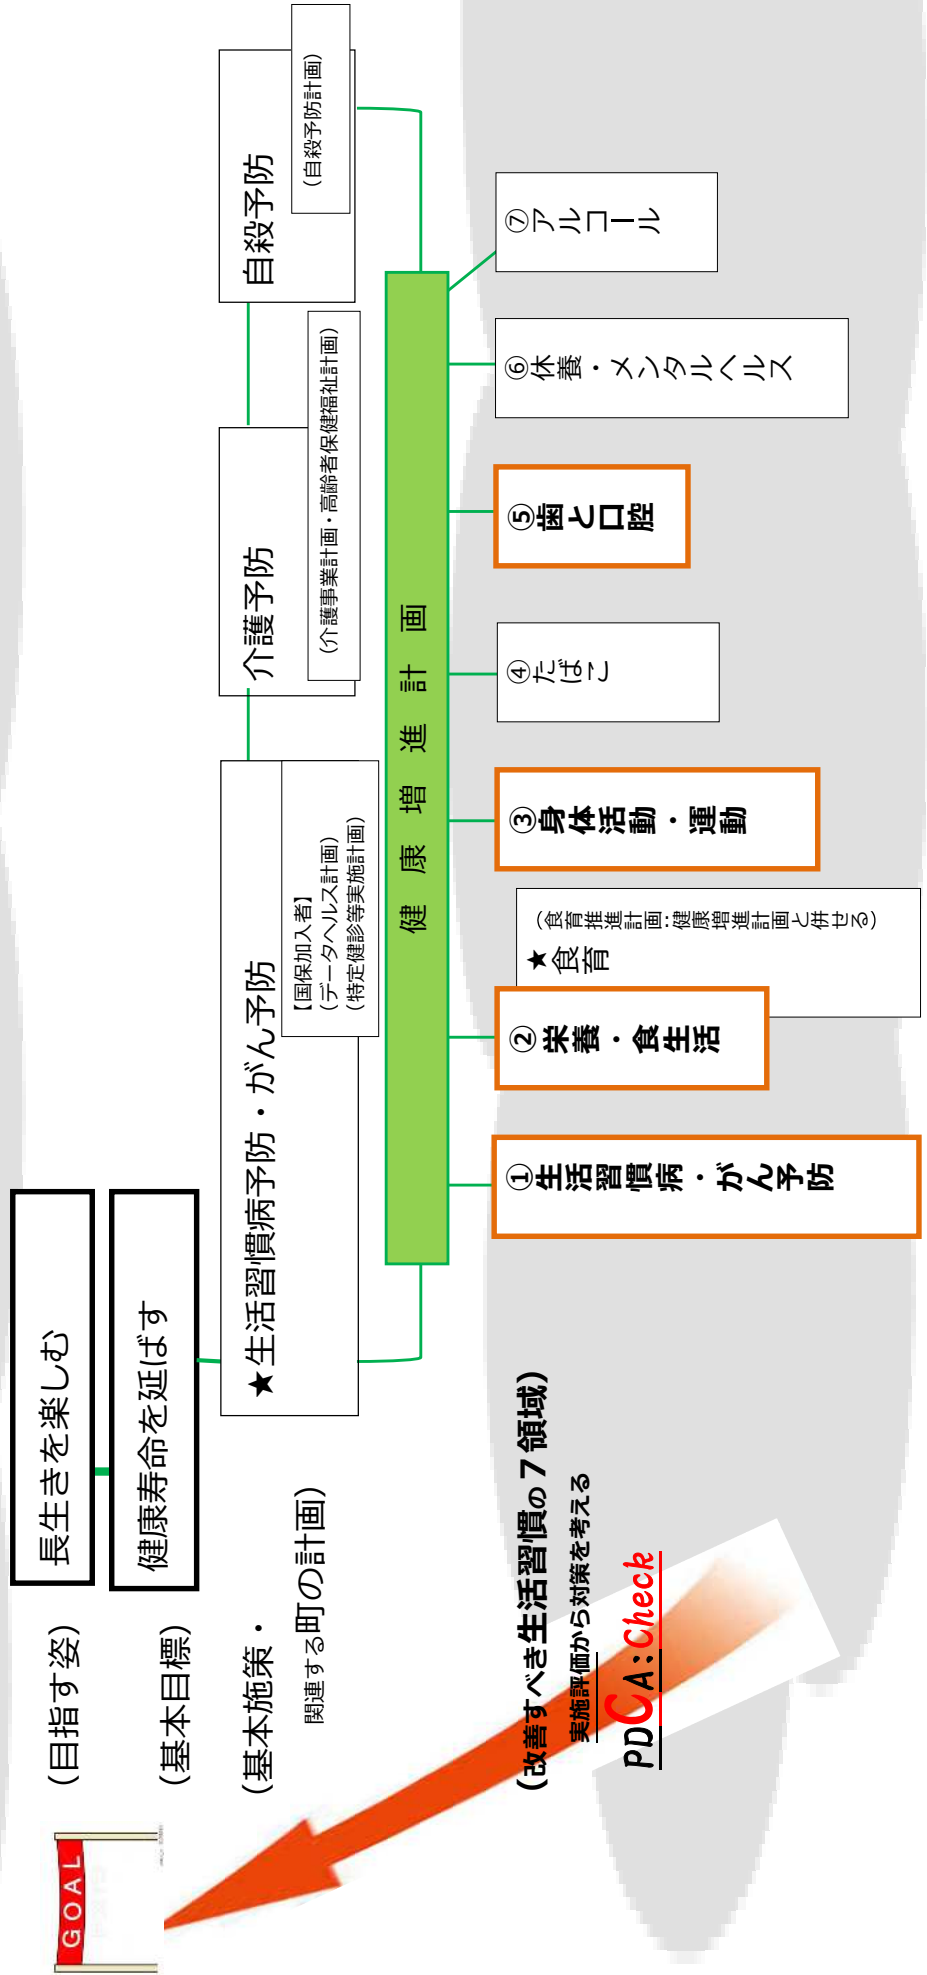 GOAL
(目指す姿)
長生きを楽しむ
(基本目標)
健康寿命を延ばす
(基本施策・
関連する町の計画)
★生活習慣病予防・がん予防
【国保加入者】
(データヘルス計画)
(特定健診等実施計画)
介護予防
(介護事業計画・高齢者保健福祉計画)
自殺予防
(自殺予防計画)
健康増進計画
(改善すべき生活習慣の7領域)
実施評価から対策を考える
PDCA:Check
①生活習慣病・がん予防
②栄養・食生活
(食育推進計画:健康増進計画と併せる)
★食育
③身体活動・運動
④たばこ
⑤歯と口腔
⑥休養・メンタルヘルス
⑦アルコール